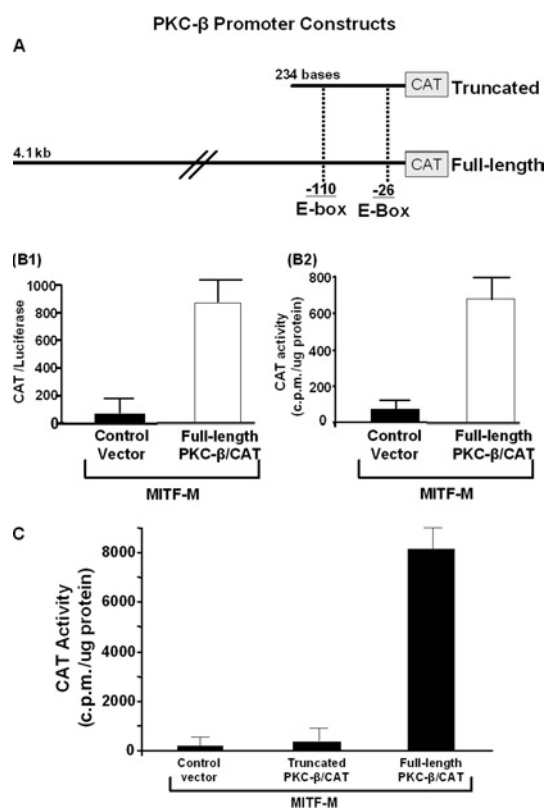 PKC-β Promoter Constructs
A
234 bases
CAT Truncated
4.1 kb
CAT Full-length
-110 -26
E-box E-Box
(B1) (B2)
CAT /Luciferase
1000
800
600
400
200
0
Control Vector
Full-length PKC-β/CAT
MITF-M
CAT activity
(c.p.m./ug protein)
800
600
400
200
0
Control Vector
Full-length PKC-β/CAT
MITF-M
C
CAT Activity
(c.p.m./ug protein)
8000
6000
4000
2000
0
Control vector
Truncated PKC-β/CAT
Full-length PKC-β/CAT
MITF-M